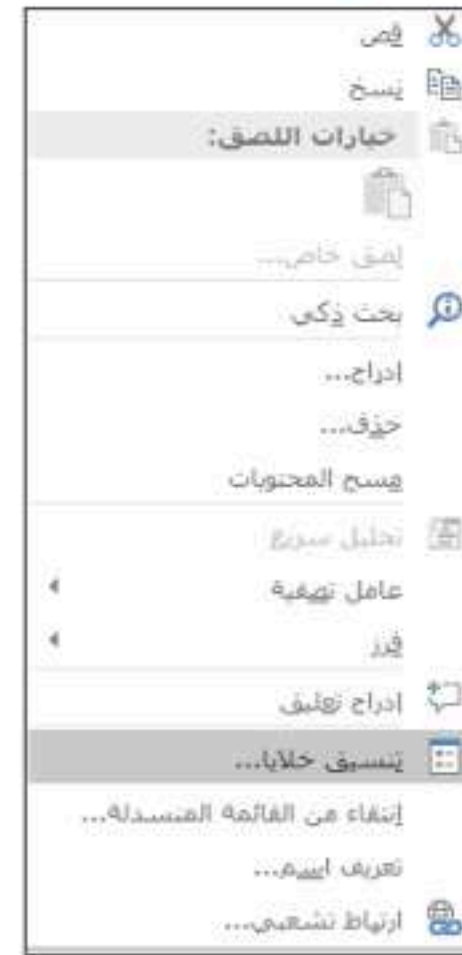 قص
نسخ
خيارات اللصق:
لصق خاص...
بحث ذكي
إدراج...
حذف...
مسح المحتويات
تحليل سريع
عامل تصفية
فرز
إدراج تعليق
تنسيق خلايا...
انتقاء من القائمة المنسدلة...
تعريف اسم...
ارتباط تشعبي...